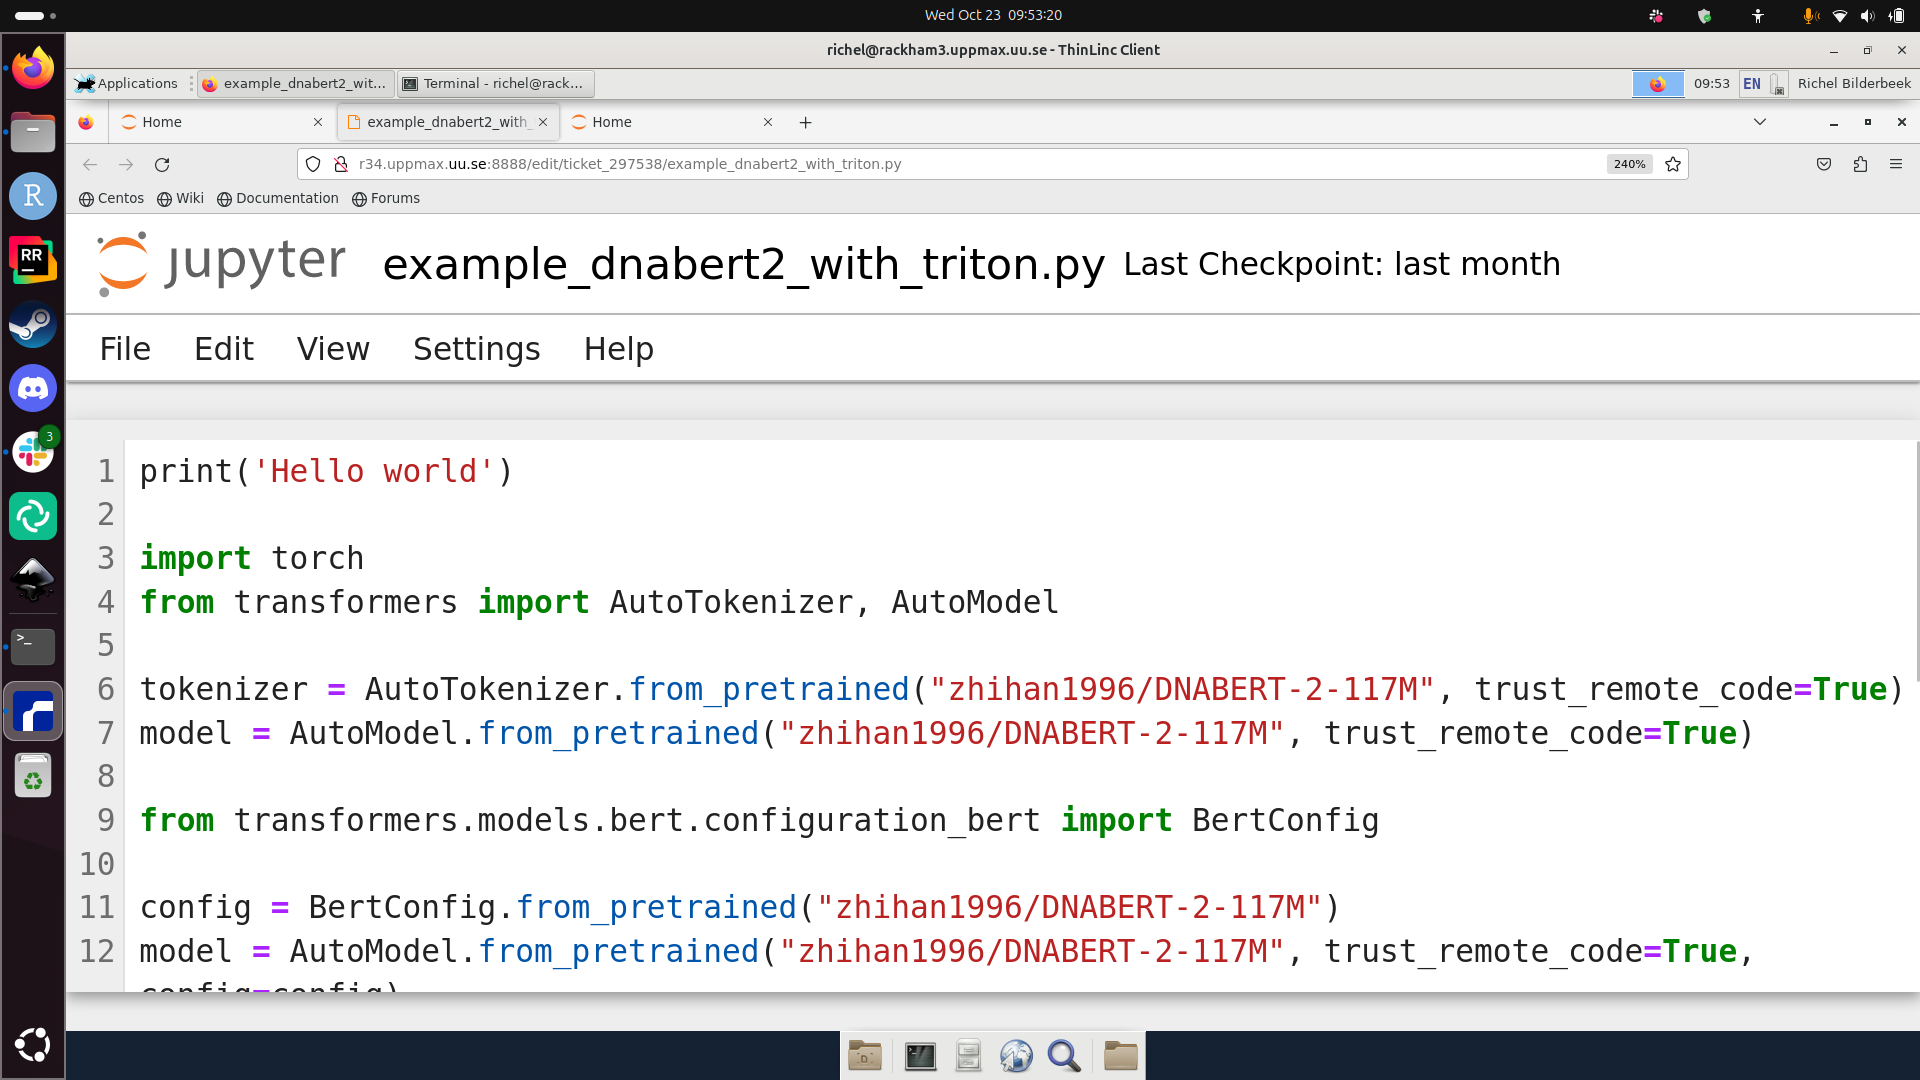 Wed Oct 23 09:53:20
richel@rackham3.uppmax.uu.se - ThinLinc Client
Applications
example_dnabert2_wit...
Terminal - richel@rack...
09:53
EN
Richel Bilderbeek
Home
example_dnabert2_with_
Home
r34.uppmax.uu.se:8888/edit/ticket_297538/example_dnabert2_with_triton.py
240%
Centos
Wiki
Documentation
Forums
jupyter
example_dnabert2_with_triton.py
Last Checkpoint: last month
File Edit View Settings Help
R
RR
3
>_
1 print('Hello world')
2
3 import torch
4 from transformers import AutoTokenizer, AutoModel
5
6 tokenizer = AutoTokenizer.from_pretrained("zhihan1996/DNABERT-2-117M", trust_remote_code=True)
7 model = AutoModel.from_pretrained("zhihan1996/DNABERT-2-117M", trust_remote_code=True)
8
9 from transformers.models.bert.configuration_bert import BertConfig
10
11 config = BertConfig.from_pretrained("zhihan1996/DNABERT-2-117M")
12 model = AutoModel.from_pretrained("zhihan1996/DNABERT-2-117M", trust_remote_code=True,
config=config)